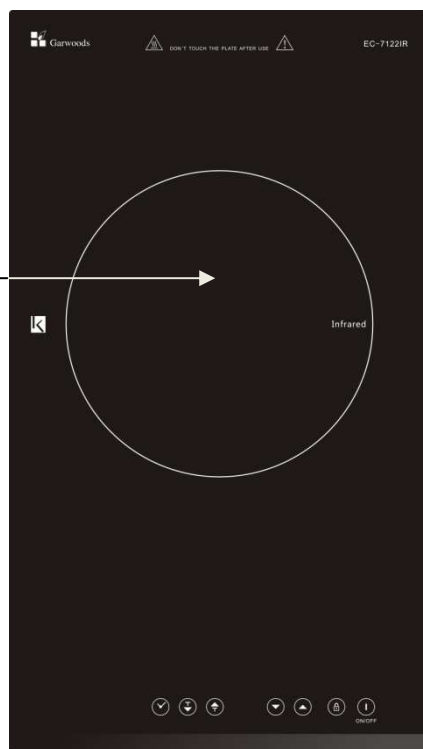 Garwoods
DON'T TOUCH THE PLATE AFTER USE
EC-7122IR
Infrared
ON/OFF